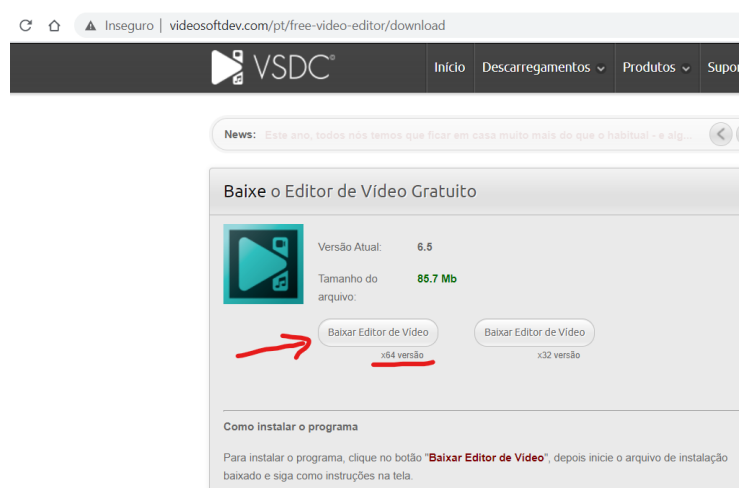 Inseguro | videosoftdev.com/pt/free-video-editor/download
VSDC®
Início Descarregamentos Produtos Supor
News: Este ano, todos nós temos que ficar em casa muito mais do que o habitual - e alg...
Baixe o Editor de Vídeo Gratuito
Versão Atual: 6.5
Tamanho do arquivo: 85.7 Mb
Baixar Editor de Vídeo Baixar Editor de Vídeo
x64 versão x32 versão
Como instalar o programa
Para instalar o programa, clique no botão "Baixar Editor de Vídeo", depois inicie o arquivo de instalação
baixado e siga como instruções na tela.